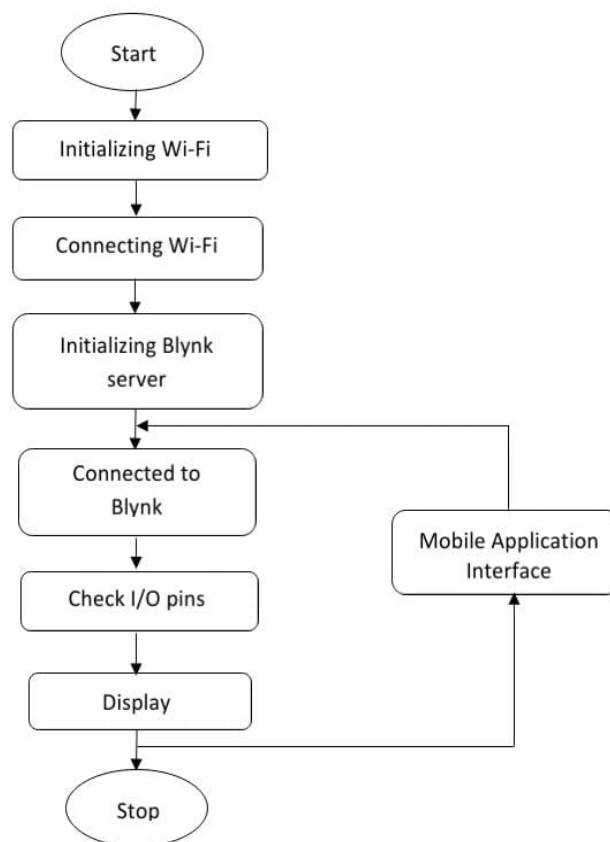 Start
Initializing Wi-Fi
Connecting Wi-Fi
Initializing Blynk
server
Connected to
Blynk
Mobile Application
Interface
Check I/O pins
Display
Stop